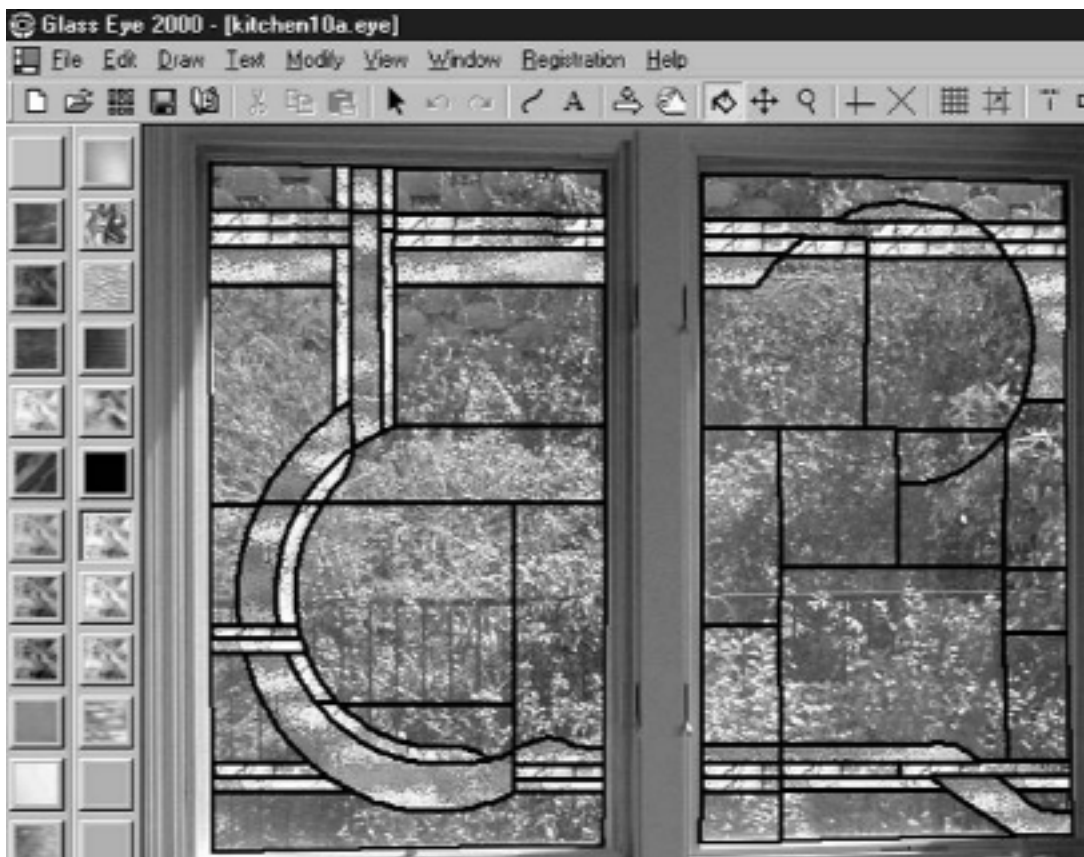 Glass Eye 2000 - [kitchen10a.eye]
File Edit Draw Text Modify View Window Registration Help
A